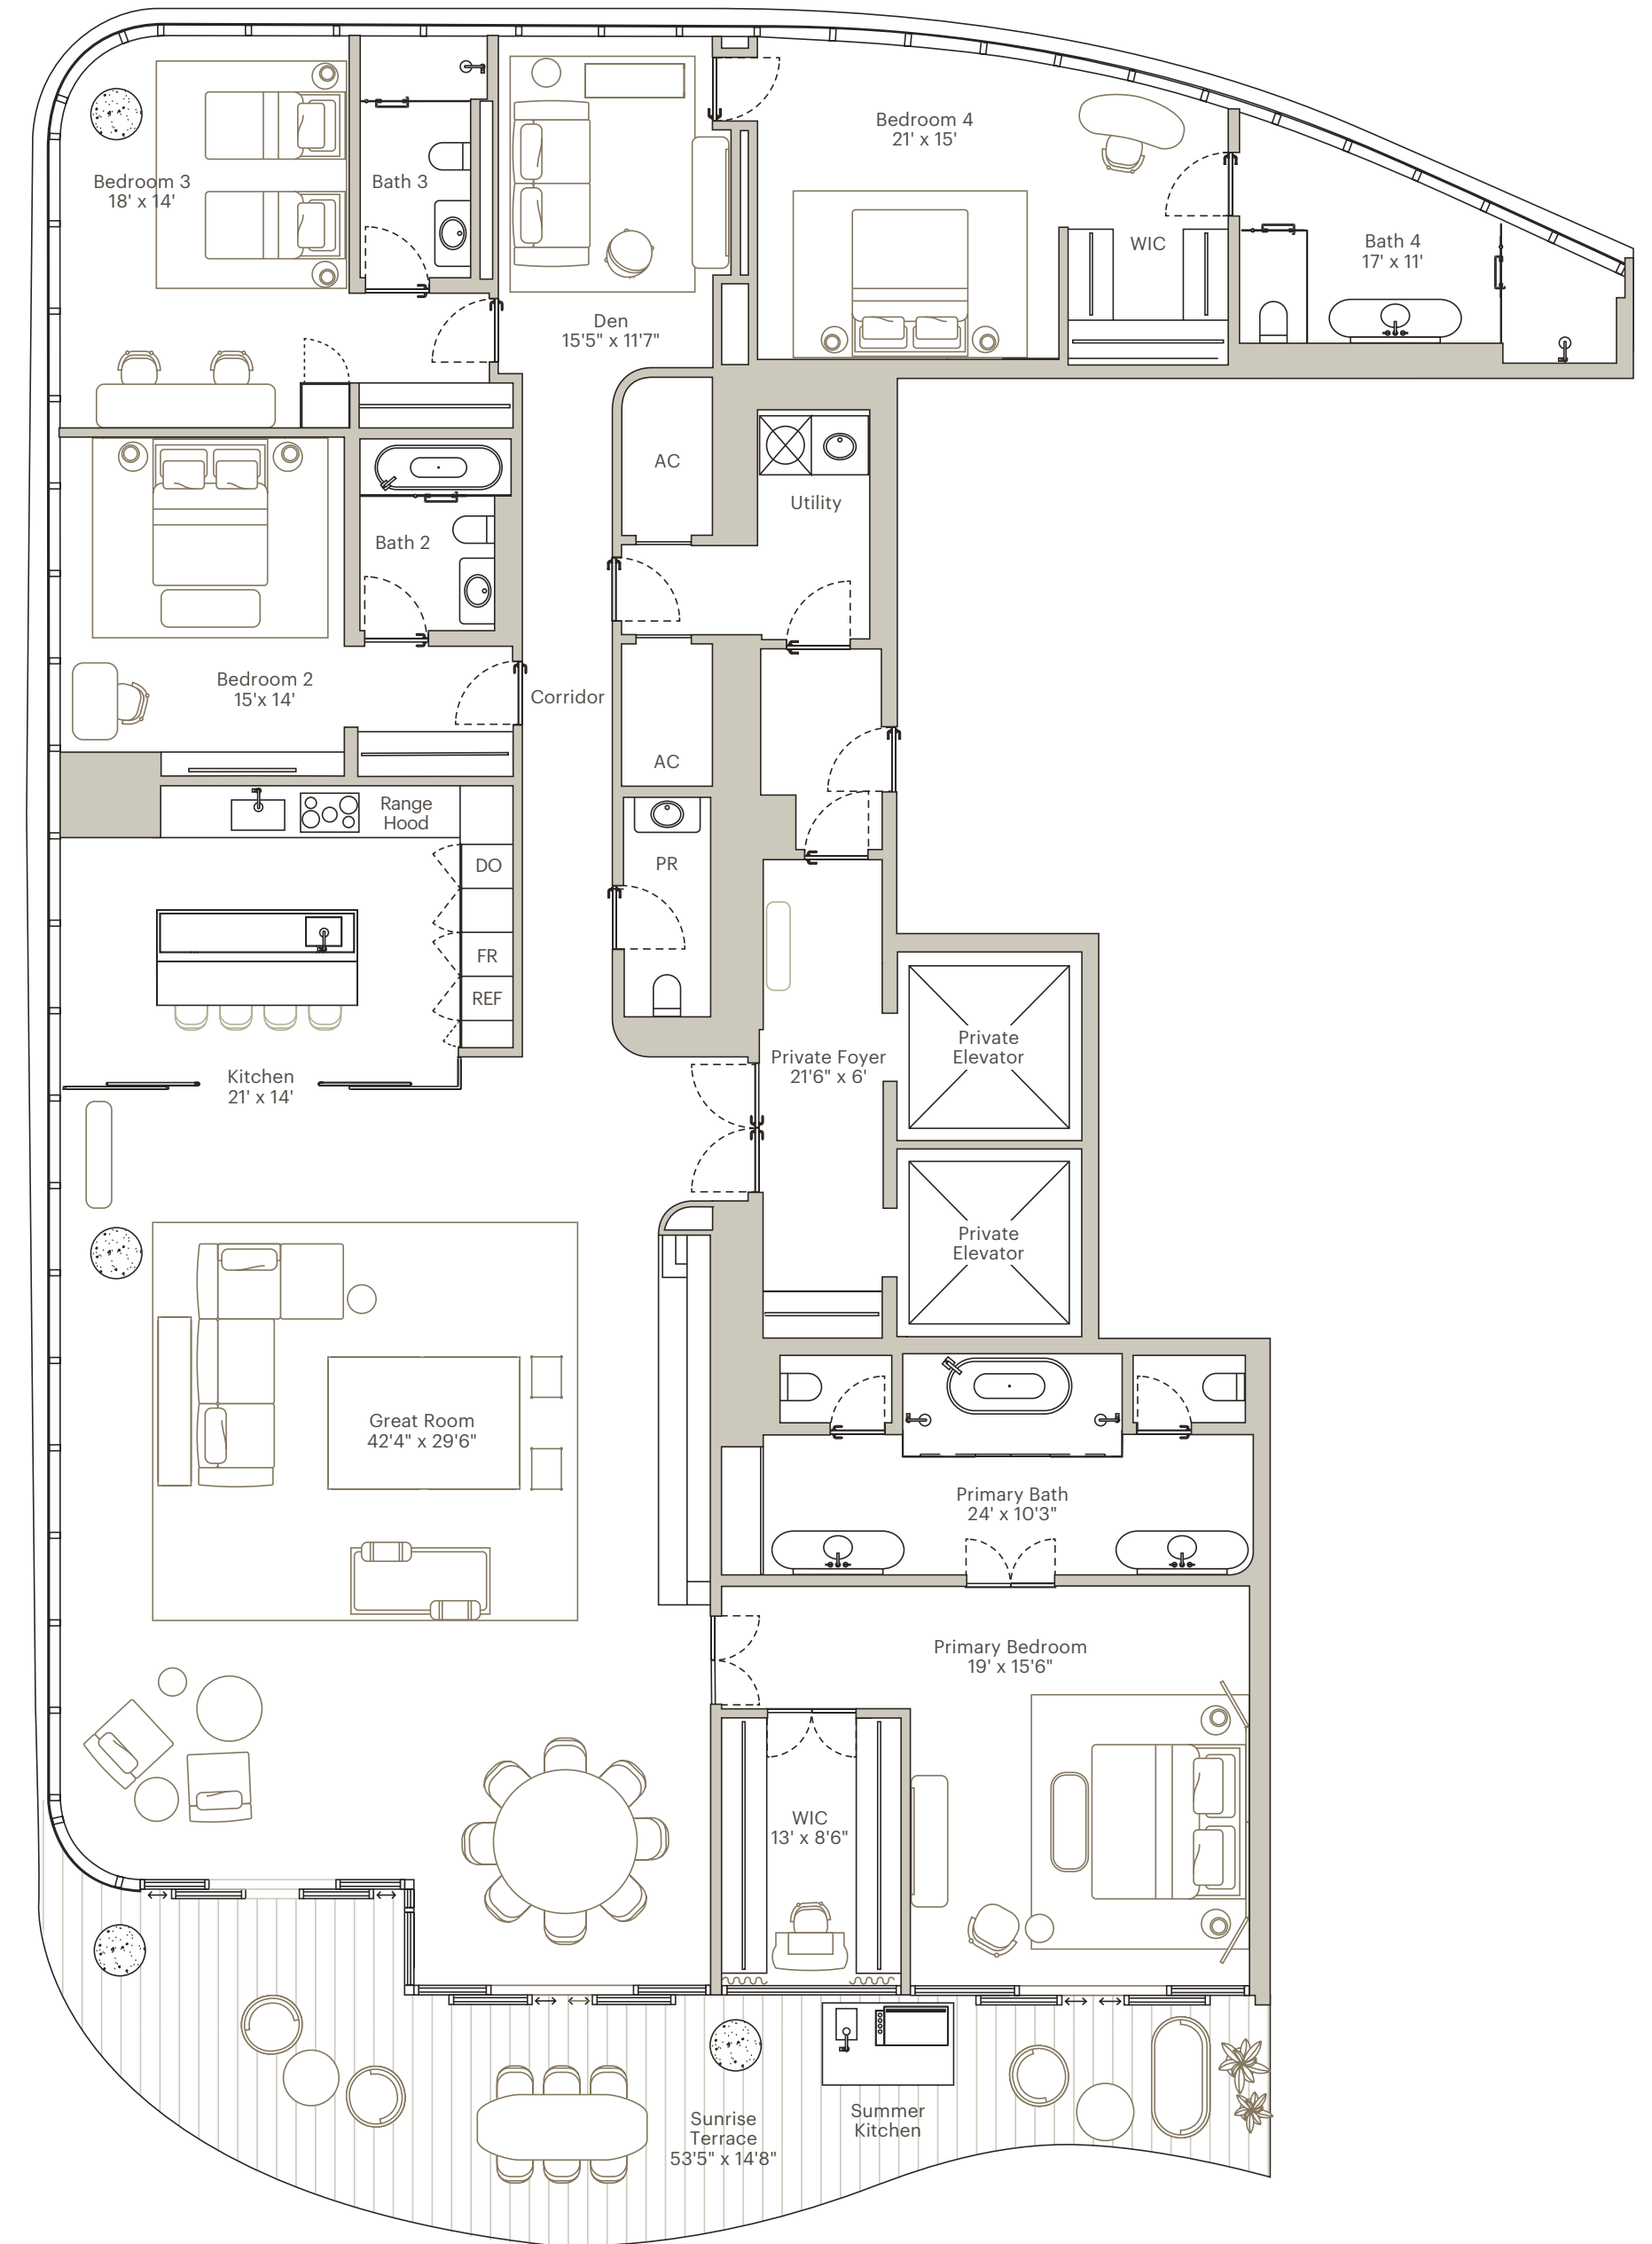 Bedroom 3
18' x 14'
Bath 3
Den
15'5" x 11'7"
Bedroom 4
21' x 15'
WIC
Bath 4
17' x 11'
AC
Utility
Bath 2
Bedroom 2
15'x 14'
Corridor
AC
Range
Hood
DO
FR
REF
PR
Kitchen
21' x 14'
Private Foyer
21'6" x 6'
Private
Elevator
Private
Elevator
Great Room
42'4" x 29'6"
Primary Bath
24' x 10'3"
Primary Bedroom
19' x 15'6"
WIC
13' x 8'6"
Sunrise
Terrace
53'5" x 14'8"
Summer
Kitchen